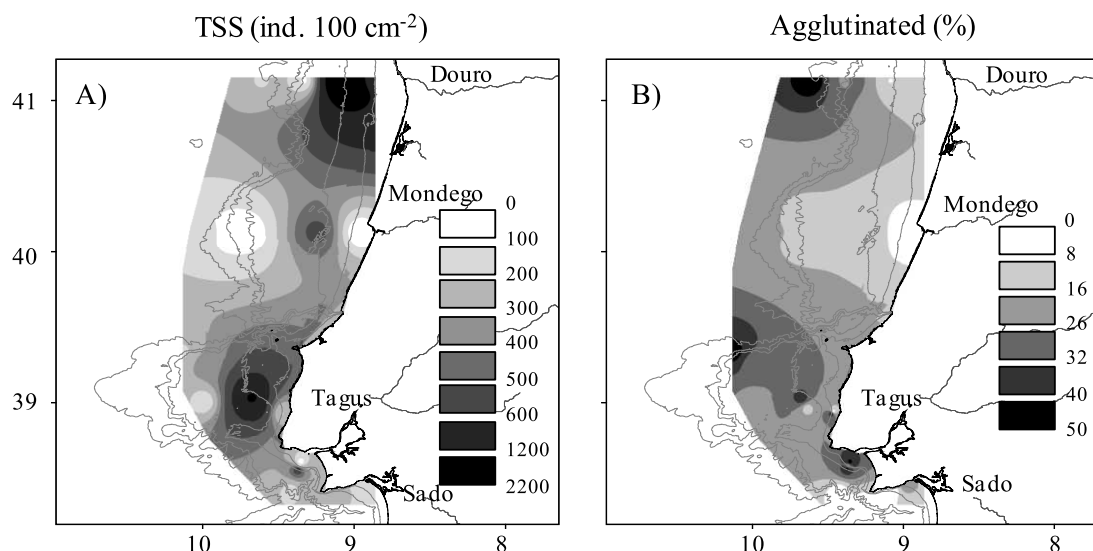 TSS (ind. 100 cm⁻²)
Agglutinated (%)
A)
Douro
Mondego
Tagus
Sado
0
100
200
300
400
500
600
1200
2200
41
40
39
10
9
8
B)
Douro
Mondego
Tagus
Sado
0
8
16
26
32
40
50
10
9
8